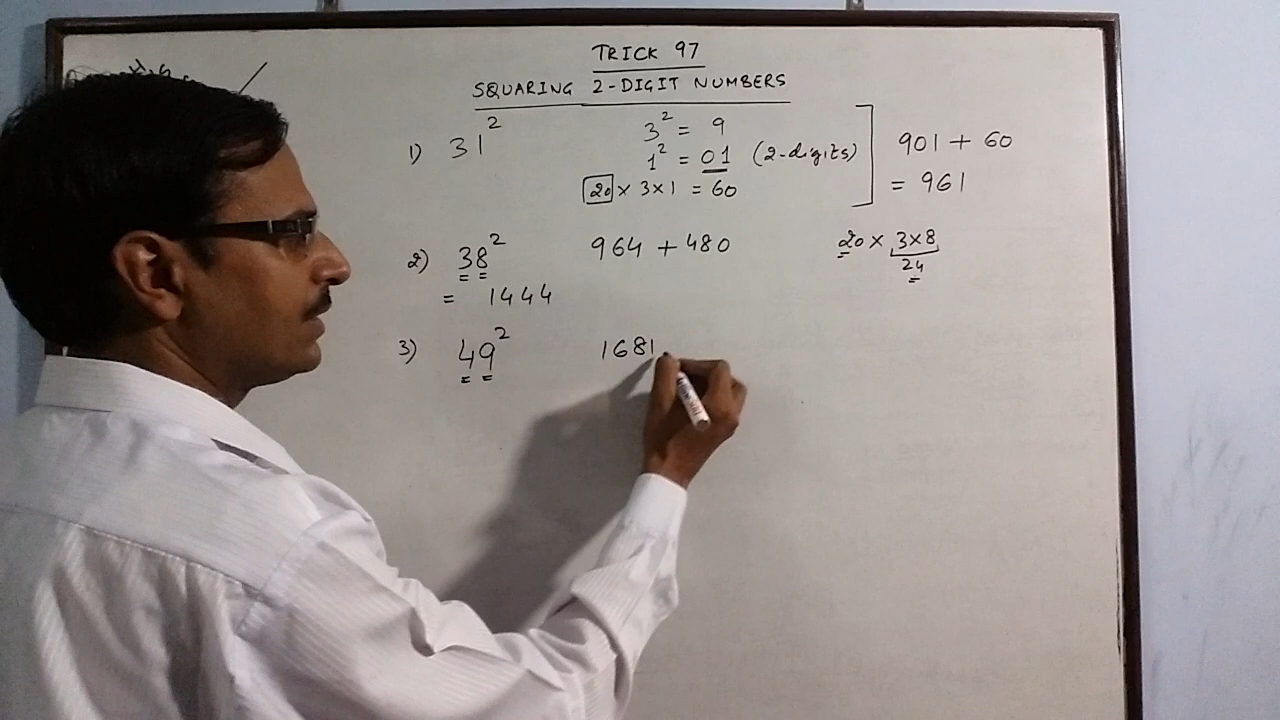 TRICK 97
SQUARING 2-DIGIT NUMBERS
1) 31² 3² = 9
1² = 01 (2-digits)
20 × 3 × 1 = 60
901 + 60
= 961
2) 38² 964 + 480 20 × 3×8
24
= 1444
3) 49² 1681